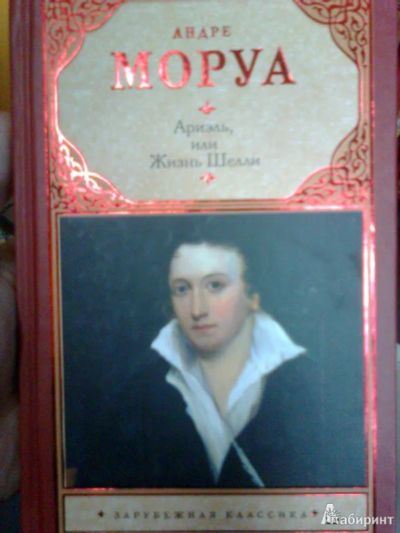 АНДРЕ
МОРУА
Ариэль,
или
Жизнь Шелли
ЗАРУБЕЖНАЯ КЛАССИКА
Лабиринт